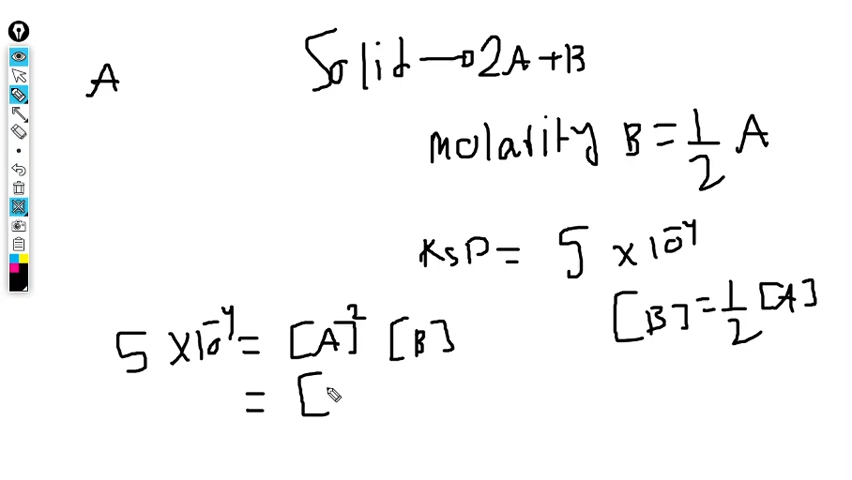 A
Solid → 2A + B
Molarity B = 1/2 A
KsP = 5 × 10⁻⁴
[B] = 1/2 [A]
5 × 10⁻⁴ = [A]² [B]
= [